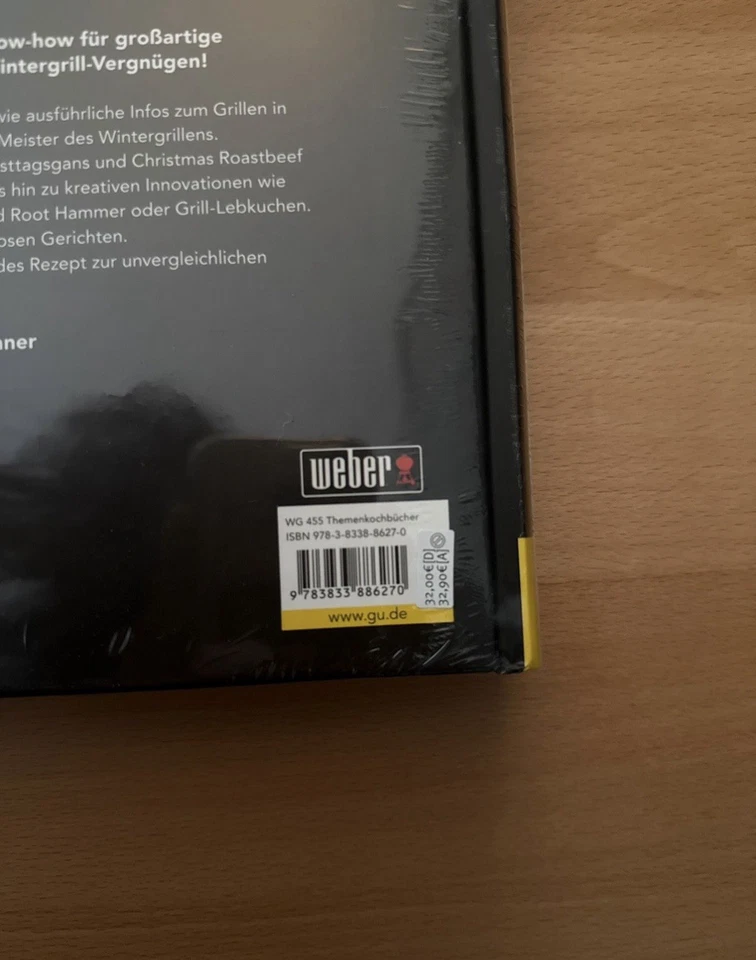 ow-how für großartige
intergrill-Vergnügen!
wie ausführliche Infos zum Grillen in
Meister des Wintergrillens.
sttagsgans und Christmas Roastbeef
s hin zu kreativen Innovationen wie
d Root Hammer oder Grill-Lebkuchen.
osen Gerichten.
des Rezept zur unvergleichlichen
nner
weber
WG 455 Themenkochbücher
ISBN 978-3-8338-8627-0
9 783833 886270
32,00€[D]
32,90€[A]
www.gu.de